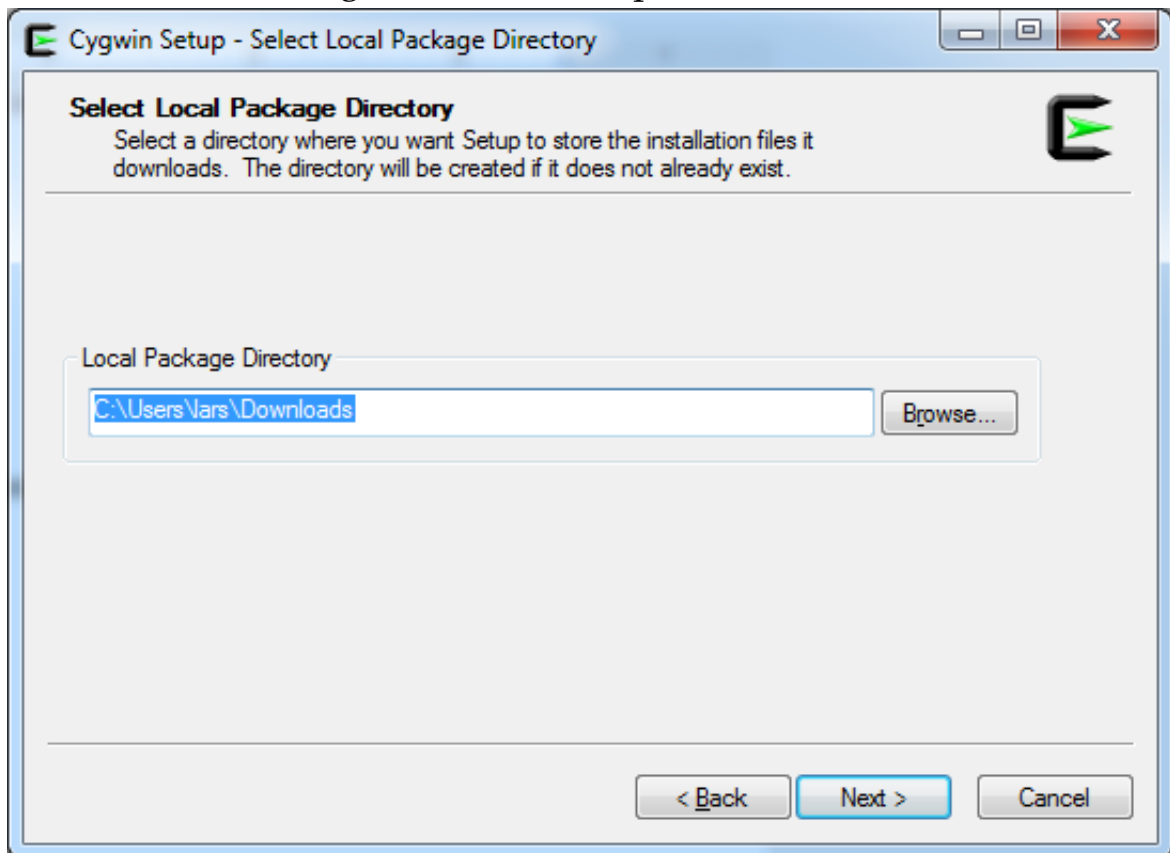 Cygwin Setup - Select Local Package Directory
Select Local Package Directory
Select a directory where you want Setup to store the installation files it
downloads. The directory will be created if it does not already exist.
Local Package Directory
C:\Users\lars\Downloads
Browse...
< Back
Next >
Cancel